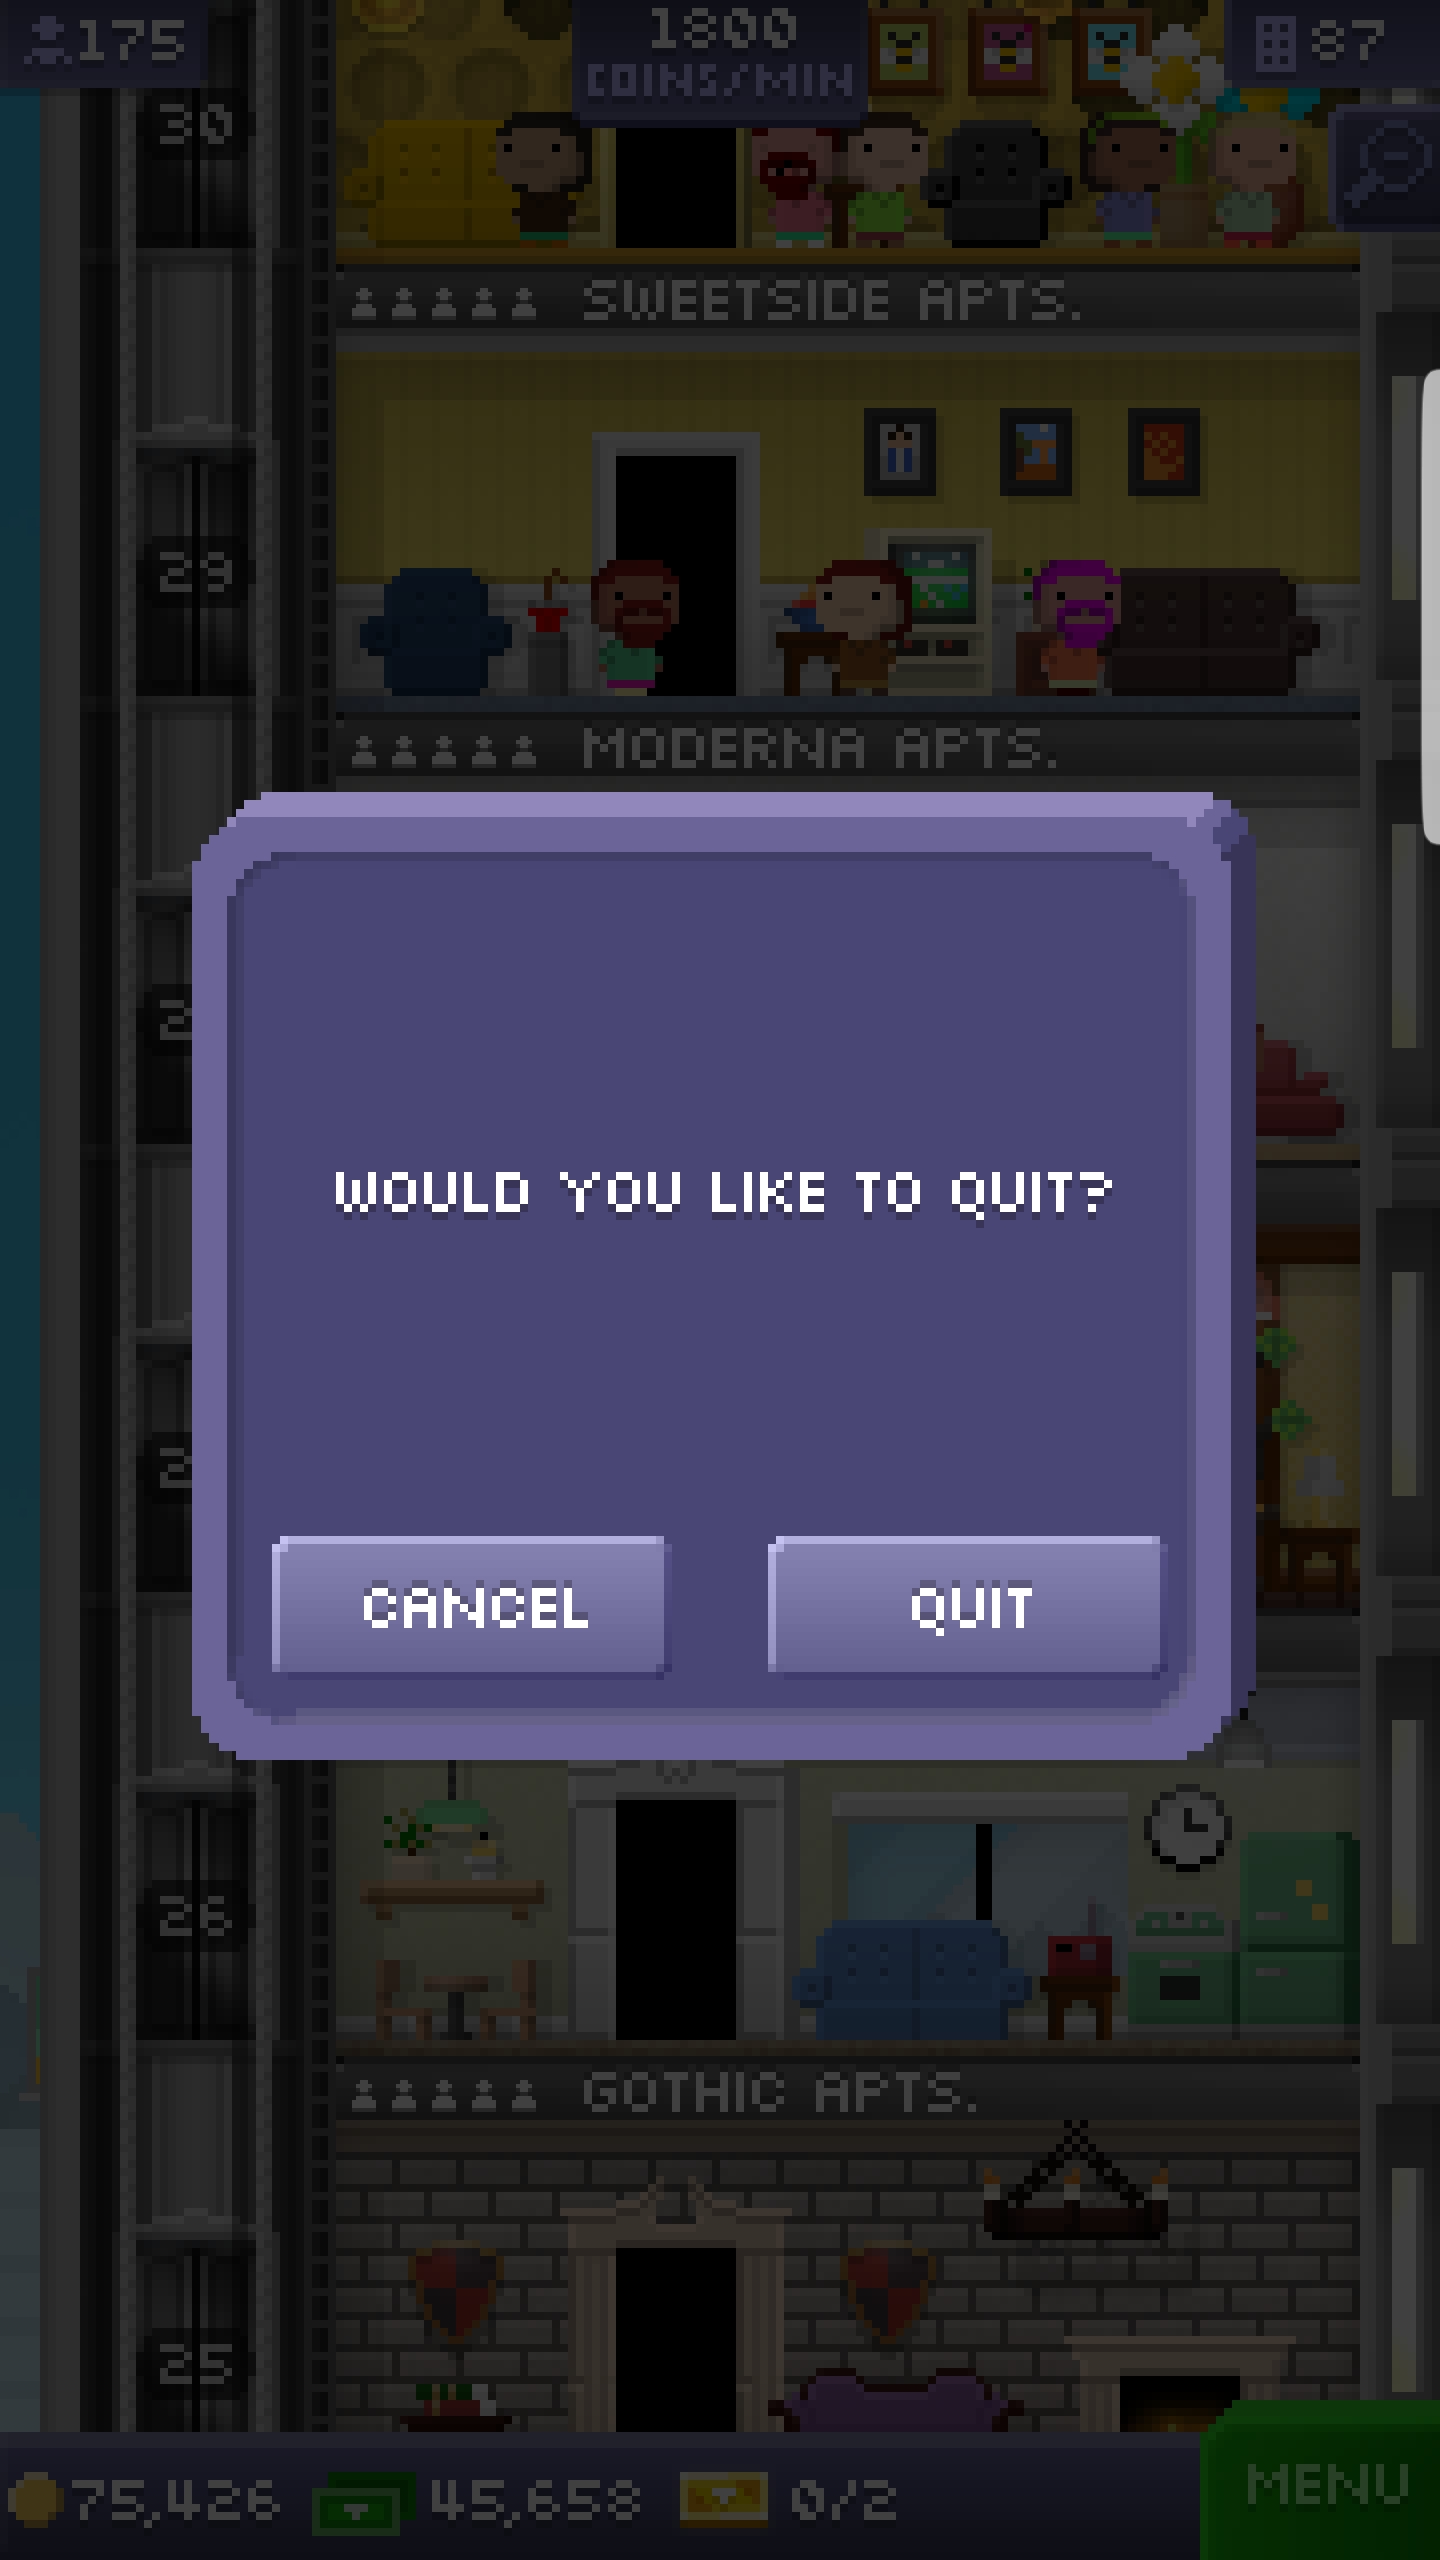 175
1800
COINS/MIN
87
30
SWEETSIDE APTS.
29
MODERNA APTS.
WOULD YOU LIKE TO QUIT?
CANCEL
QUIT
26
GOTHIC APTS.
25
75,426
45,658
0/2
MENU